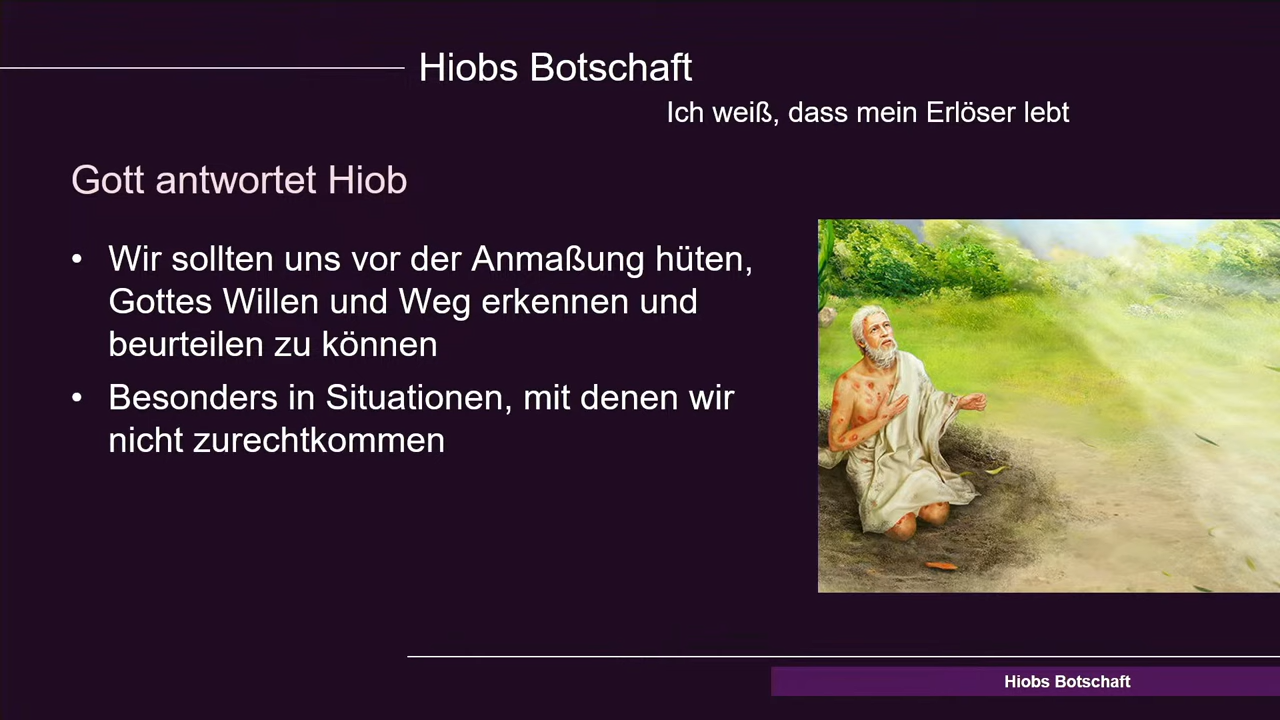 Hiobs Botschaft
Ich weiß, dass mein Erlöser lebt
Gott antwortet Hiob
• Wir sollten uns vor der Anmaßung hüten,
Gottes Willen und Weg erkennen und
beurteilen zu können
• Besonders in Situationen, mit denen wir
nicht zurechtkommen
Hiobs Botschaft